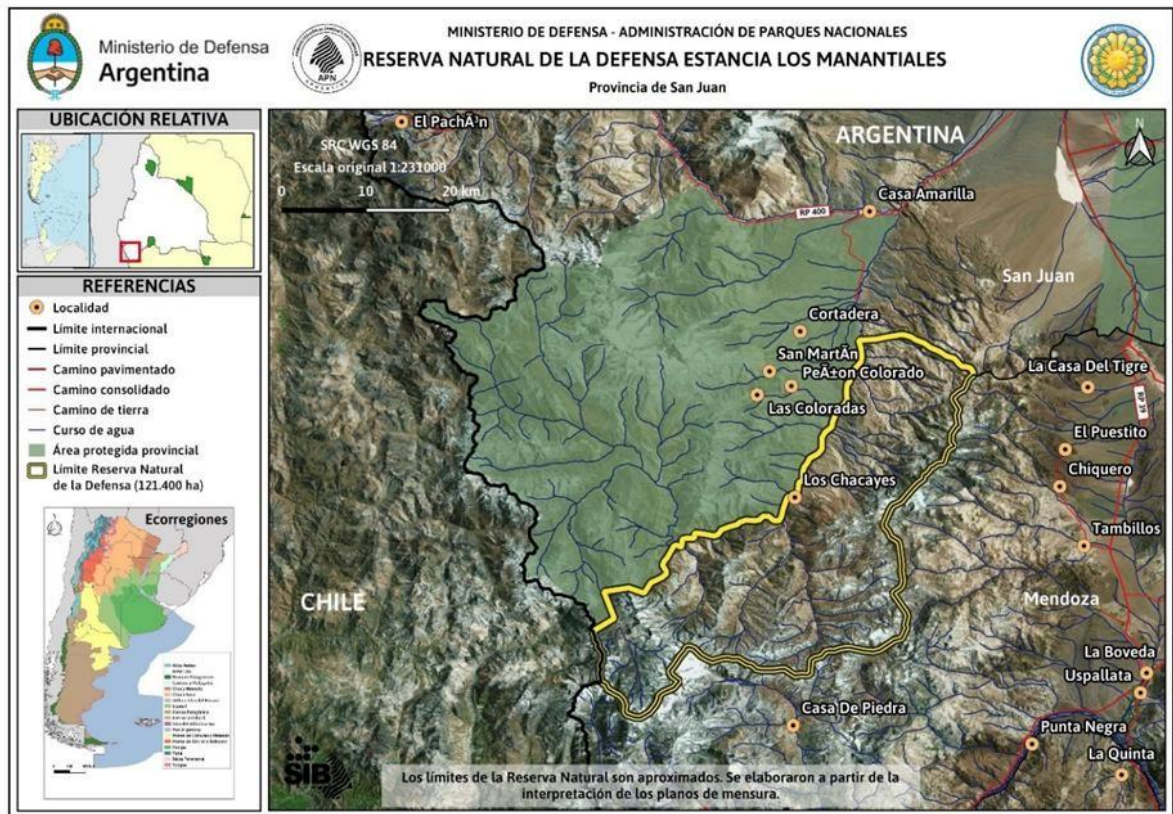 Ministerio de Defensa
Argentina
APN
MINISTERIO DE DEFENSA - ADMINISTRACIÓN DE PARQUES NACIONALES
RESERVA NATURAL DE LA DEFENSA ESTANCIA LOS MANANTIALES
Provincia de San Juan
UBICACIÓN RELATIVA
REFERENCIAS
Localidad
Límite internacional
Límite provincial
Camino pavimentado
Camino consolidado
Camino de tierra
Curso de agua
Área protegida provincial
Límite Reserva Natural
de la Defensa (121.400 ha)
Ecorregiones
El PachÃ³n
SRC WGS 84
Escala original 1:231000
0 10 20 km
ARGENTINA
N
Casa Amarilla
RP 400
San Juan
Cortadera
San MartÃ­n
PeÃ±on Colorado
Las Coloradas
La Casa Del Tigre
RP 39
El Puestito
Chiquero
Los Chacayes
Tambillos
CHILE
Mendoza
La Boveda
Uspallata
Casa De Piedra
Punta Negra
La Quinta
SIB
Los límites de la Reserva Natural son aproximados. Se elaboraron a partir de la
interpretación de los planos de mensura.